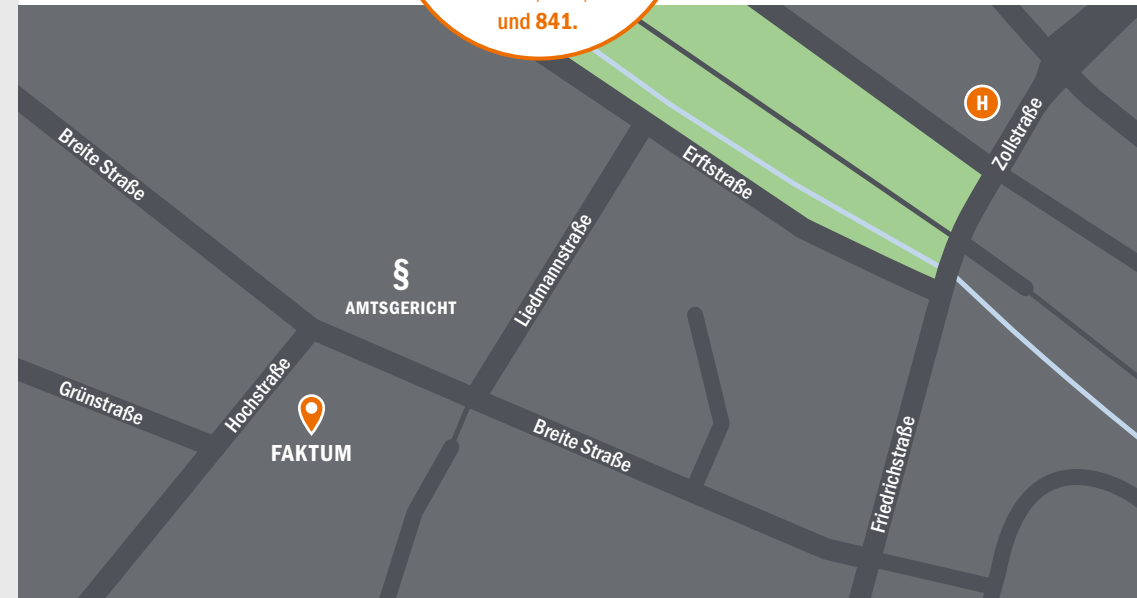 und 841.
H
Zollstraße
Breite Straße
Erftstraße
Liedmannstraße
§
AMTSGERICHT
Hochstraße
Grünstraße
FAKTUM
Breite Straße
Friedrichstraße